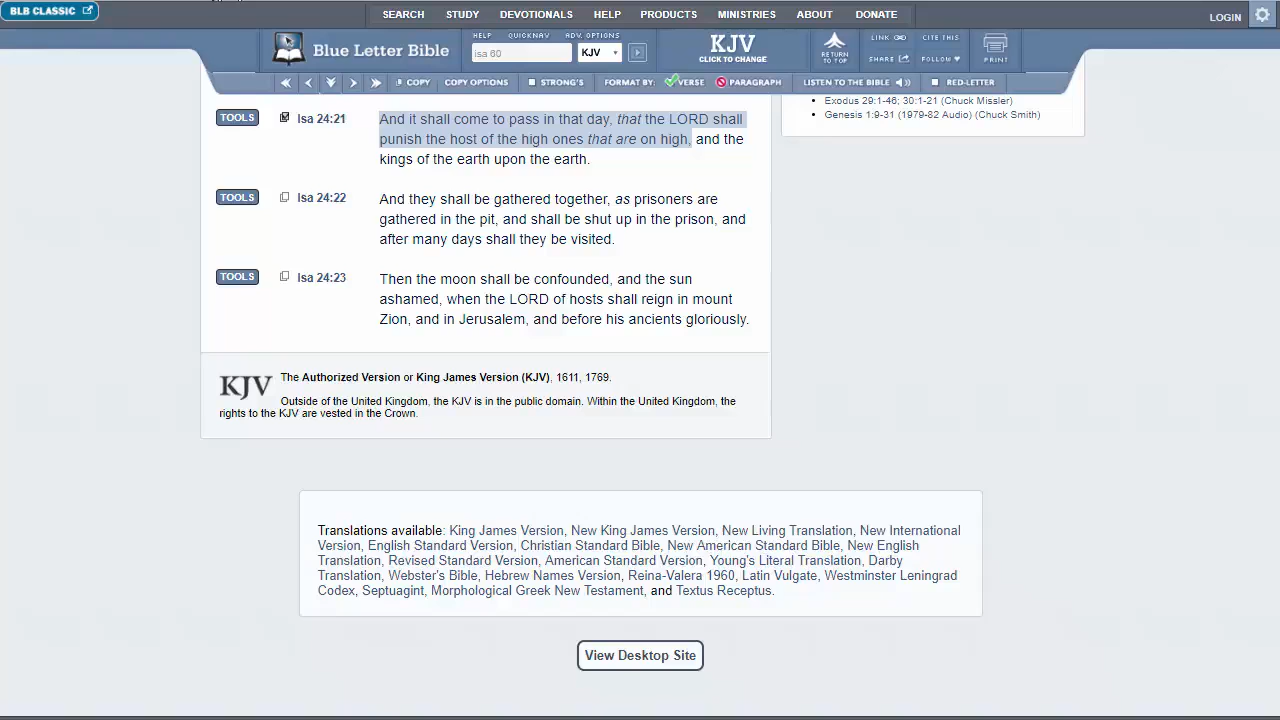 BLB CLASSIC
SEARCH STUDY DEVOTIONALS HELP PRODUCTS MINISTRIES ABOUT DONATE
LOGIN
Blue Letter Bible
HELP QUICKNAV ADV. OPTIONS
isa 60 KJV
KJV
CLICK TO CHANGE
RETURN
TO TOP
LINK CITE THIS
SHARE FOLLOW
PRINT
COPY COPY OPTIONS STRONG'S FORMAT BY: VERSE PARAGRAPH LISTEN TO THE BIBLE RED-LETTER
Exodus 29:1-46; 30:1-21 (Chuck Missler)
Genesis 1:9-31 (1979-82 Audio) (Chuck Smith)
TOOLS Isa 24:21 And it shall come to pass in that day, that the LORD shall
punish the host of the high ones that are on high, and the
kings of the earth upon the earth.
TOOLS Isa 24:22 And they shall be gathered together, as prisoners are
gathered in the pit, and shall be shut up in the prison, and
after many days shall they be visited.
TOOLS Isa 24:23 Then the moon shall be confounded, and the sun
ashamed, when the LORD of hosts shall reign in mount
Zion, and in Jerusalem, and before his ancients gloriously.
KJV The Authorized Version or King James Version (KJV), 1611, 1769.
Outside of the United Kingdom, the KJV is in the public domain. Within the United Kingdom, the
rights to the KJV are vested in the Crown.
Translations available: King James Version, New King James Version, New Living Translation, New International
Version, English Standard Version, Christian Standard Bible, New American Standard Bible, New English
Translation, Revised Standard Version, American Standard Version, Young's Literal Translation, Darby
Translation, Webster's Bible, Hebrew Names Version, Reina-Valera 1960, Latin Vulgate, Westminster Leningrad
Codex, Septuagint, Morphological Greek New Testament, and Textus Receptus.
View Desktop Site